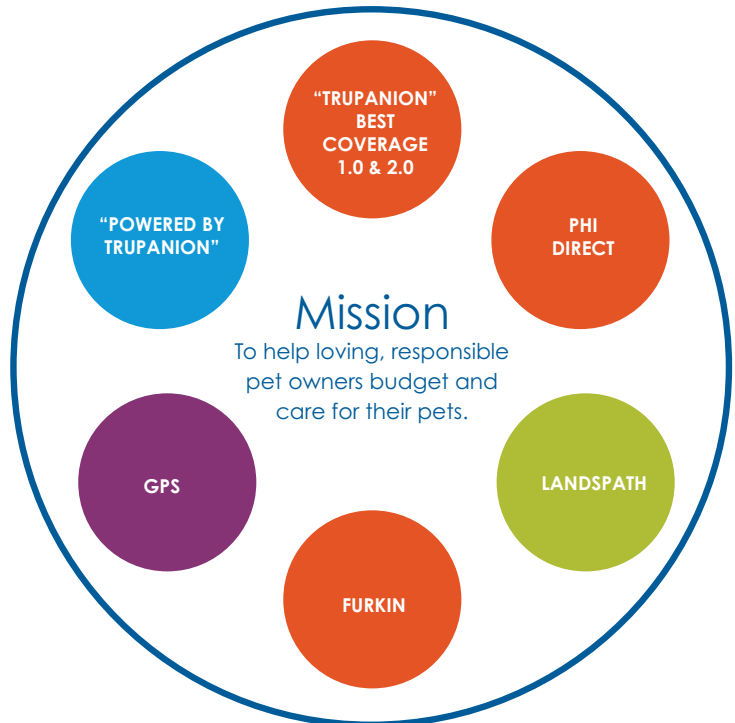 “TRUPANION”
BEST
COVERAGE
1.0 & 2.0
“POWERED BY
TRUPANION”
PHI
DIRECT
Mission
To help loving, responsible
pet owners budget and
care for their pets.
GPS
LANDSPATH
FURKIN